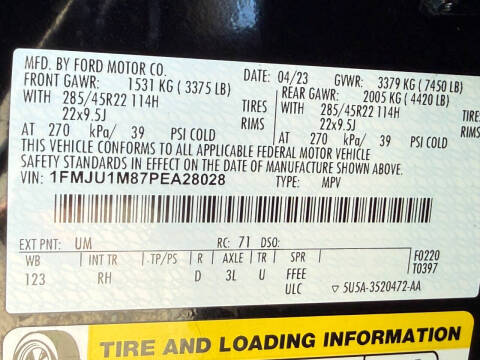 MFD. BY FORD MOTOR CO.
DATE: 04/23 GVWR: 3379 KG (7450 LB)
FRONT GAWR: 1531 KG (3375 LB) REAR GAWR: 2005 KG (4420 LB)
WITH 285/45R22 114H TIRES WITH 285/45R22 114H TIRES
22x9.5J RIMS 22x9.5J RIMS
AT 270 kPa/ 39 PSI COLD AT 270 kPa/ 39 PSI COLD
THIS VEHICLE CONFORMS TO ALL APPLICABLE FEDERAL MOTOR VEHICLE
SAFETY STANDARDS IN EFFECT ON THE DATE OF MANUFACTURE SHOWN ABOVE.
VIN: 1FMJU1M87PEA28028 TYPE: MPV
EXT PNT: UM RC: 71 DSO:
WB INT TR TP/PS R AXLE TR SPR F0220
T0397
123 RH D 3L U FFEE
ULC ▽ 5U5A-3520472-AA
TIRE AND LOADING INFORMATION